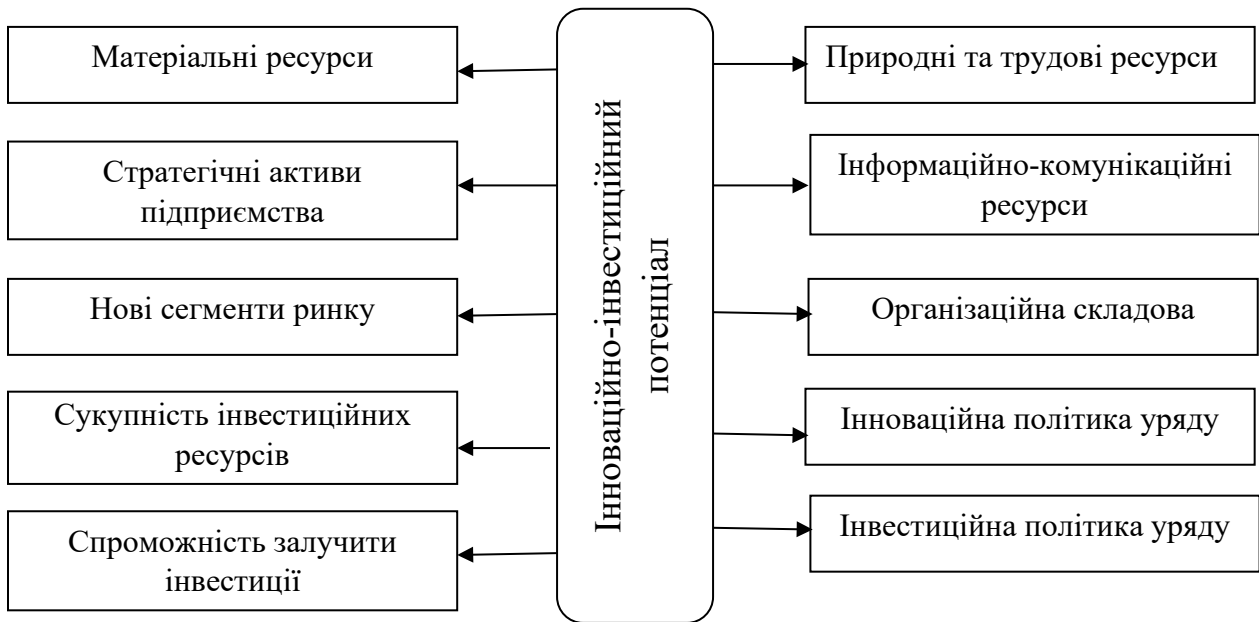 Матеріальні ресурси
Стратегічні активи
підприємства
Нові сегменти ринку
Сукупність інвестиційних
ресурсів
Спроможність залучити
інвестиції
Інноваційно-інвестиційний
потенціал
Природні та трудові ресурси
Інформаційно-комунікаційні
ресурси
Організаційна складова
Інноваційна політика уряду
Інвестиційна політика уряду